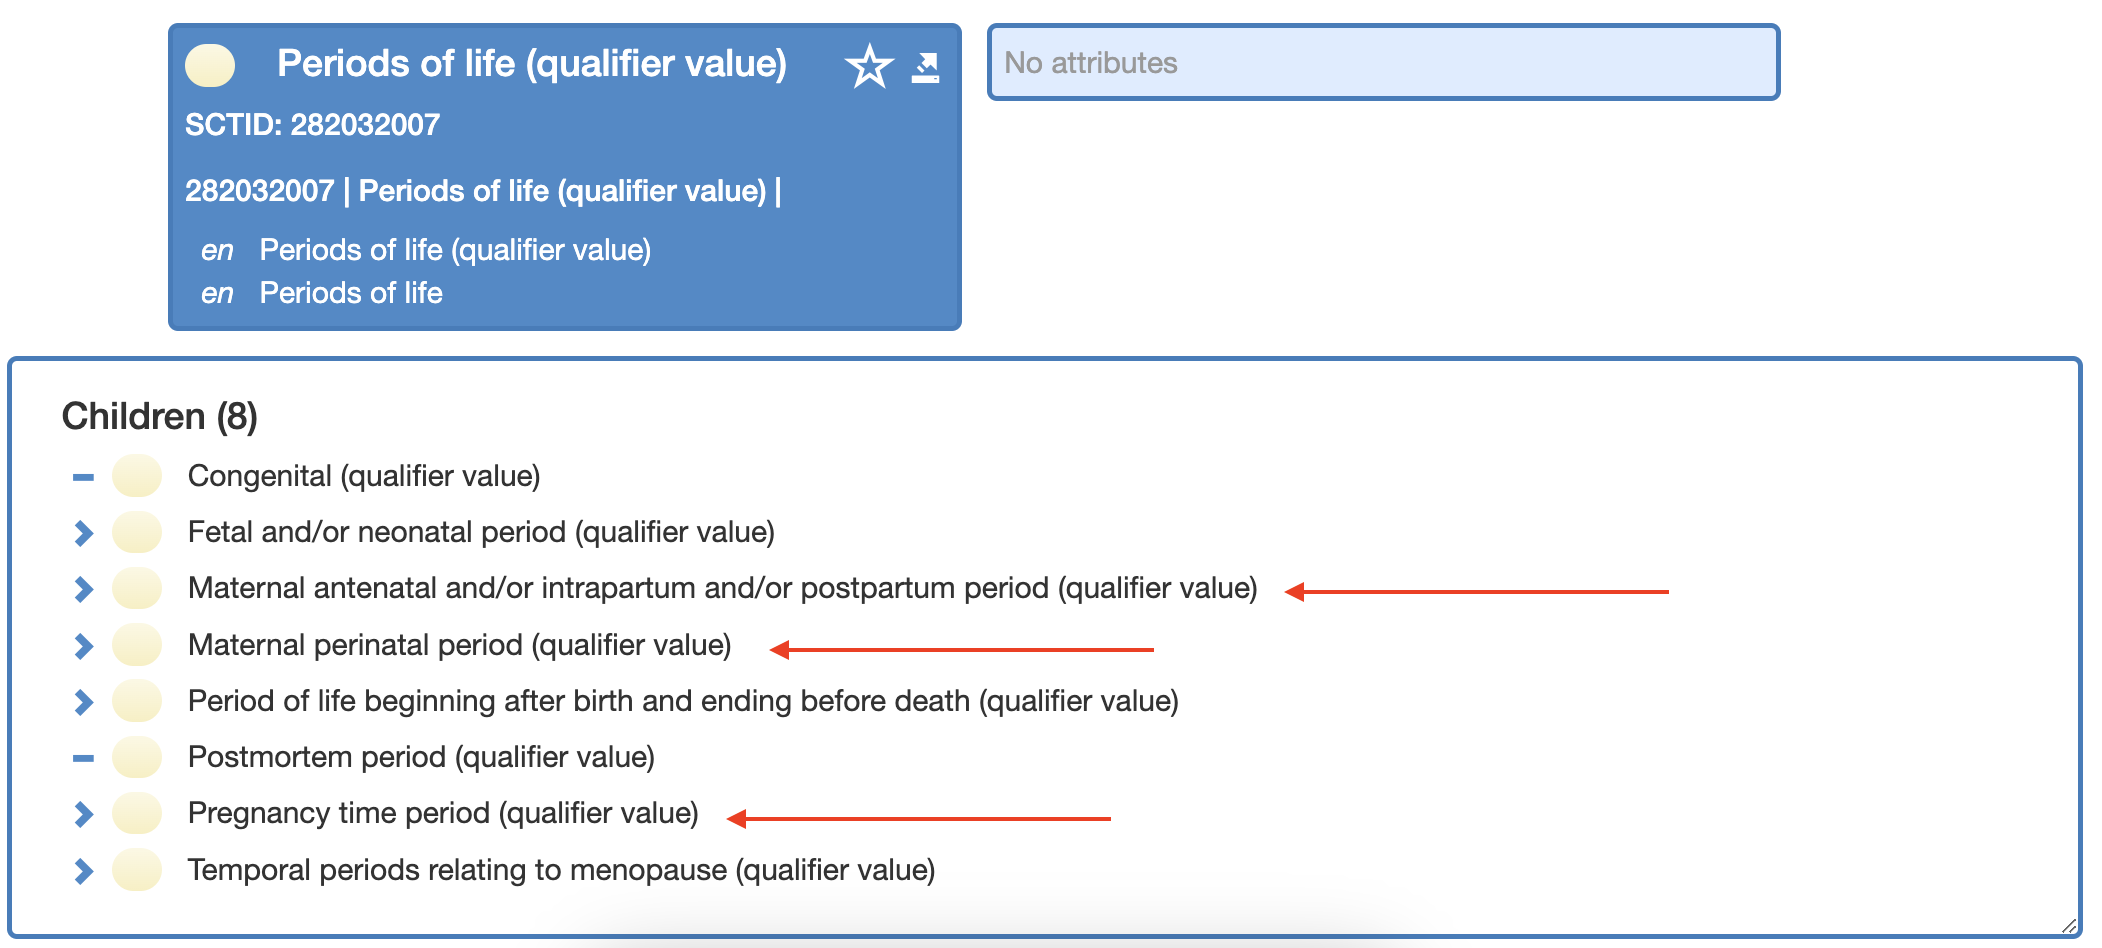 Periods of life (qualifier value)
SCTID: 282032007
282032007 | Periods of life (qualifier value) |
en Periods of life (qualifier value)
en Periods of life
No attributes
Children (8)
Congenital (qualifier value)
Fetal and/or neonatal period (qualifier value)
Maternal antenatal and/or intrapartum and/or postpartum period (qualifier value)
Maternal perinatal period (qualifier value)
Period of life beginning after birth and ending before death (qualifier value)
Postmortem period (qualifier value)
Pregnancy time period (qualifier value)
Temporal periods relating to menopause (qualifier value)